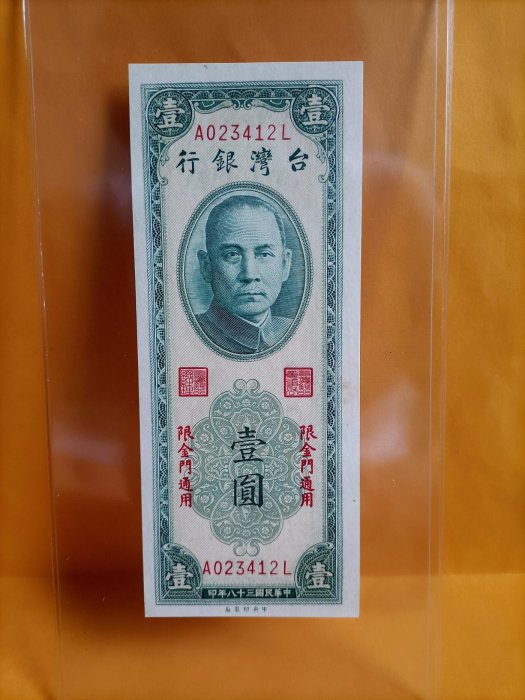 壹 壹
A023412L
行銀灣台
限金門通用
限金門通用
壹圓
A023412L
壹 壹
印年八十三國民華中